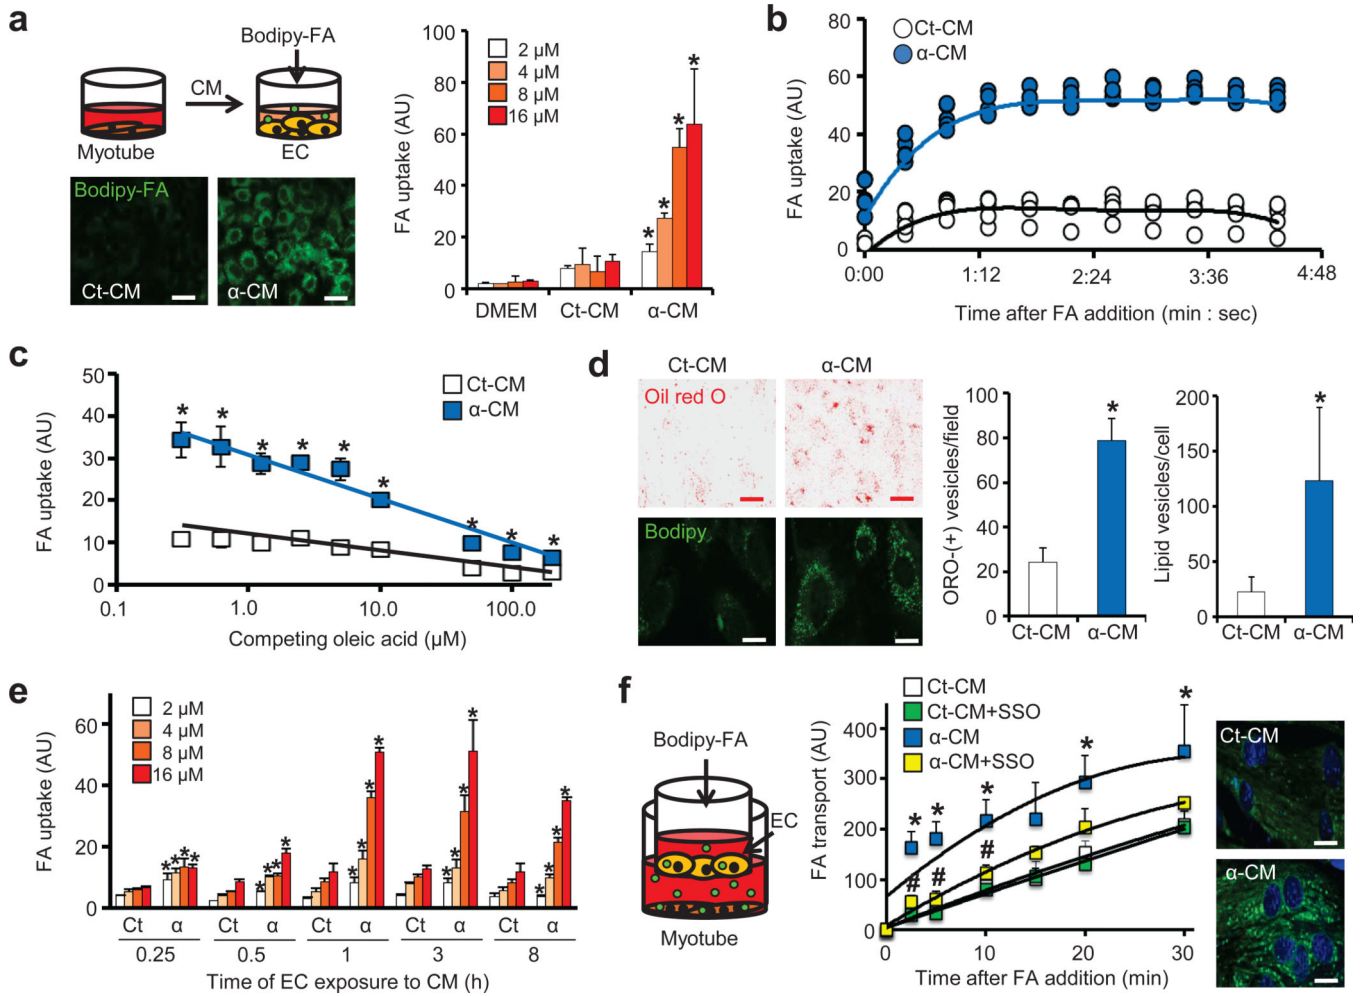 a
Bodipy-FA
CM
Myotube
EC
Bodipy-FA
Ct-CM
α-CM
FA uptake (AU)
100
80
60
40
20
0
2 µM
4 µM
8 µM
16 µM
* * * *
DMEM
Ct-CM
α-CM
b
Ct-CM
α-CM
FA uptake (AU)
80
60
40
20
0
0:00
1:12
2:24
3:36
4:48
Time after FA addition (min : sec)
c
FA uptake (AU)
50
40
30
20
10
0
Ct-CM
α-CM
* * * * * * * * *
0.1
1.0
10.0
100.0
Competing oleic acid (µM)
d
Ct-CM
α-CM
Oil red O
Bodipy
ORO-(+) vesicles/field
100
80
60
40
20
0
*
Ct-CM
α-CM
Lipid vesicles/cell
200
150
100
50
0
*
Ct-CM
α-CM
e
FA uptake (AU)
60
40
20
0
2 µM
4 µM
8 µM
16 µM
* * * * * * * * * * * * * * * * * * * *
Ct α Ct α Ct α Ct α Ct α
0.25 0.5 1 3 8
Time of EC exposure to CM (h)
f
Bodipy-FA
EC
Myotube
Ct-CM
Ct-CM+SSO
α-CM
α-CM+SSO
FA transport (AU)
400
300
200
100
0
* * * * *
# # #
0
10
20
30
Time after FA addition (min)
Ct-CM
α-CM